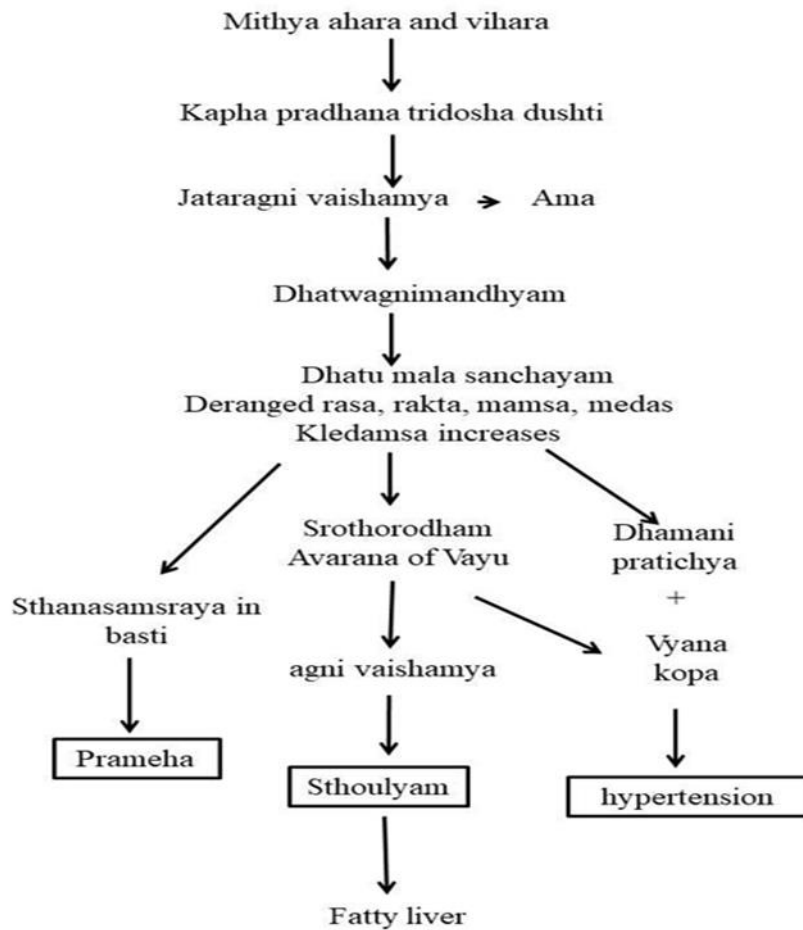 Mithya ahara and vihara
Kapha pradhana tridosha dushti
Jataragni vaishamya
Ama
Dhatwagnimandhyam
Dhatu mala sanchayam
Deranged rasa, rakta, mamsa, medas
Kledamsa increases
Srothorodham
Avarana of Vayu
Dhamani
pratichya
+
Vyana
kopa
Sthanasamsraya in
basti
agni vaishamya
Prameha
Sthoulyam
hypertension
Fatty liver